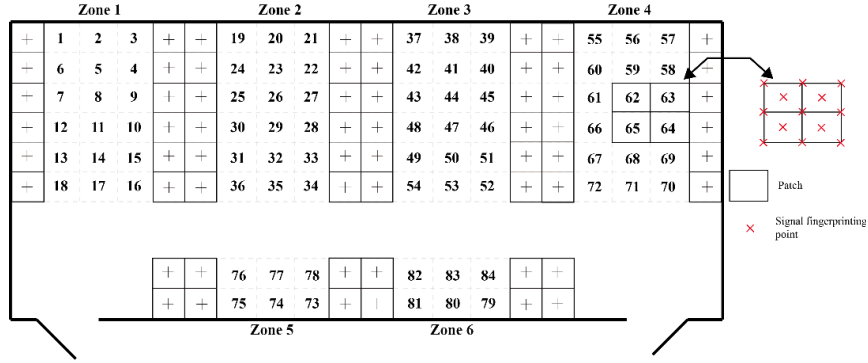 Zone 1 Zone 2 Zone 3 Zone 4
1 2 3 19 20 21 37 38 39 55 56 57
6 5 4 24 23 22 42 41 40 60 59 58
7 8 9 25 26 27 43 44 45 61 62 63
12 11 10 30 29 28 48 47 46 66 65 64
13 14 15 31 32 33 49 50 51 67 68 69
18 17 16 36 35 34 54 53 52 72 71 70
Patch
Signal fingerprinting
point
76 77 78 82 83 84
75 74 73 81 80 79
Zone 5 Zone 6